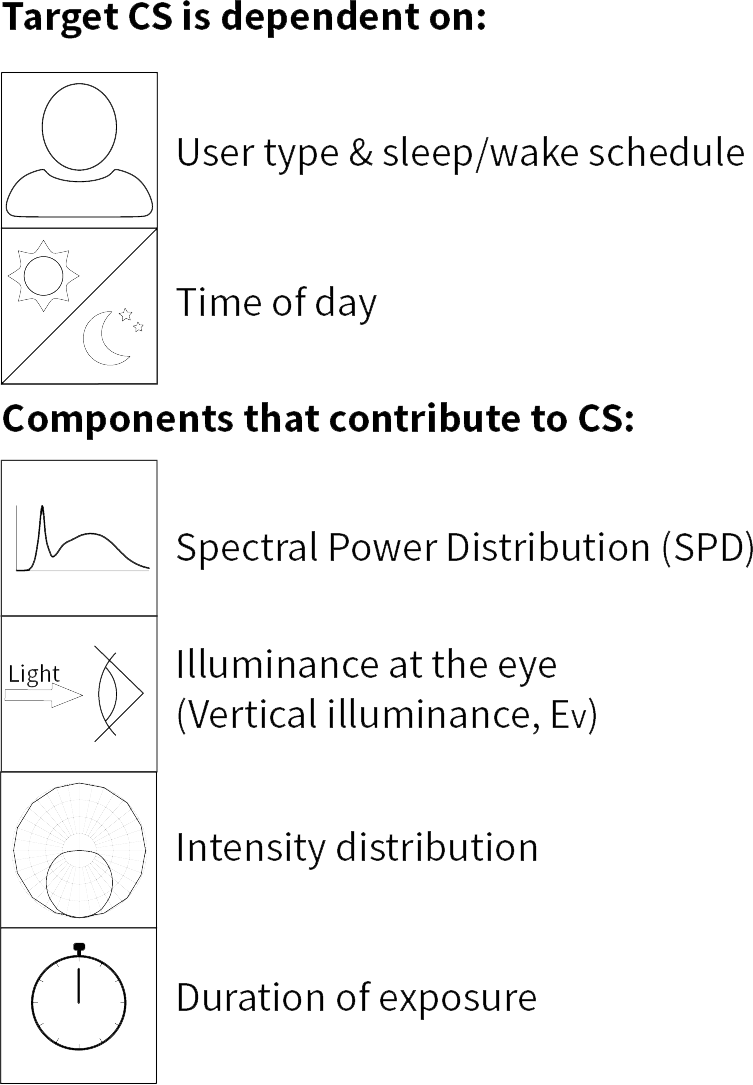 Target CS is dependent on:
User type & sleep/wake schedule
Time of day
Components that contribute to CS:
Spectral Power Distribution (SPD)
Light
Illuminance at the eye
(Vertical illuminance, Ev)
Intensity distribution
Duration of exposure